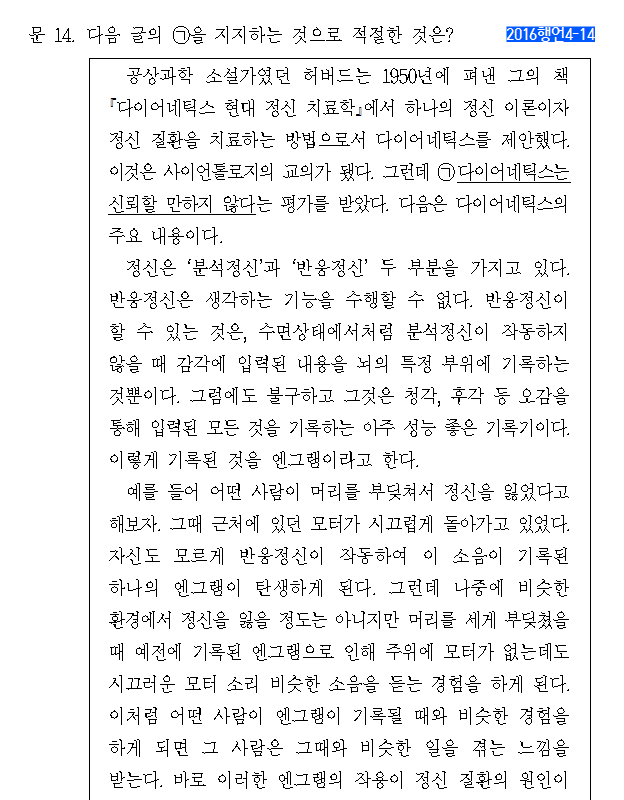 문 14. 다음 글의 ㉠을 지지하는 것으로 적절한 것은?
2016행언4-14
공상과학 소설가였던 허버드는 1950년에 펴낸 그의 책
『다이어네틱스 현대 정신 치료학』에서 하나의 정신 이론이자
정신 질환을 치료하는 방법으로서 다이어네틱스를 제안했다.
이것은 사이언톨로지의 교의가 됐다. 그런데 ㉠다이어네틱스는
신뢰할 만하지 않다는 평가를 받았다. 다음은 다이어네틱스의
주요 내용이다.
정신은 ‘분석정신’과 ‘반응정신’ 두 부분을 가지고 있다.
반응정신은 생각하는 기능을 수행할 수 없다. 반응정신이
할 수 있는 것은, 수면상태에서처럼 분석정신이 작동하지
않을 때 감각에 입력된 내용을 뇌의 특정 부위에 기록하는
것뿐이다. 그럼에도 불구하고 그것은 청각, 후각 등 오감을
통해 입력된 모든 것을 기록하는 아주 성능 좋은 기록기이다.
이렇게 기록된 것을 엔그램이라고 한다.
예를 들어 어떤 사람이 머리를 부딪쳐서 정신을 잃었다고
해보자. 그때 근처에 있던 모터가 시끄럽게 돌아가고 있었다.
자신도 모르게 반응정신이 작동하여 이 소음이 기록된
하나의 엔그램이 탄생하게 된다. 그런데 나중에 비슷한
환경에서 정신을 잃을 정도는 아니지만 머리를 세게 부딪쳤을
때 예전에 기록된 엔그램으로 인해 주위에 모터가 없는데도
시끄러운 모터 소리 비슷한 소음을 듣는 경험을 하게 된다.
이처럼 어떤 사람이 엔그램이 기록될 때와 비슷한 경험을
하게 되면 그 사람은 그때와 비슷한 일을 겪는 느낌을
받는다. 바로 이러한 엔그램의 작용이 정신 질환의 원인이